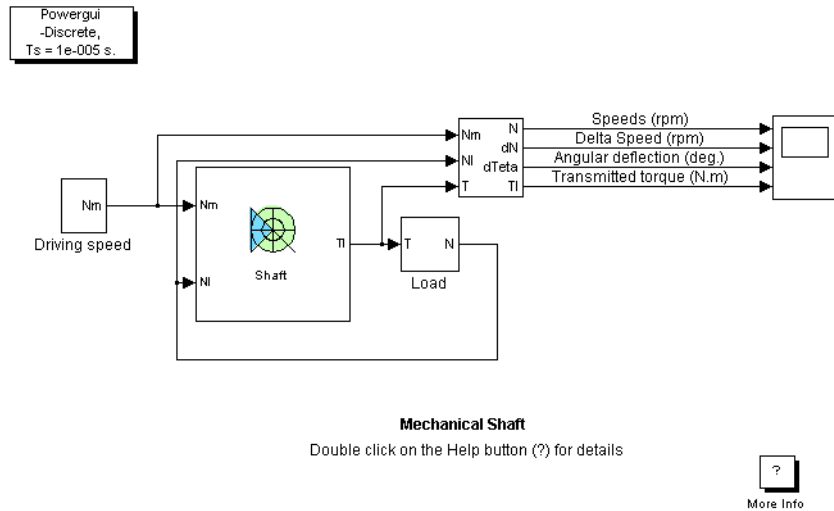 Powergui
-Discrete,
Ts = 1e-005 s.
Speeds (rpm)
Nm
N
Delta Speed (rpm)
dN
Nl
Angular deflection (deg.)
dTeta
Transmitted torque (N.m)
T
Tl
Nm
Driving speed
Nm
Tl
Shaft
Nl
T
N
Load
Mechanical Shaft
Double click on the Help button (?) for details
?
More Info